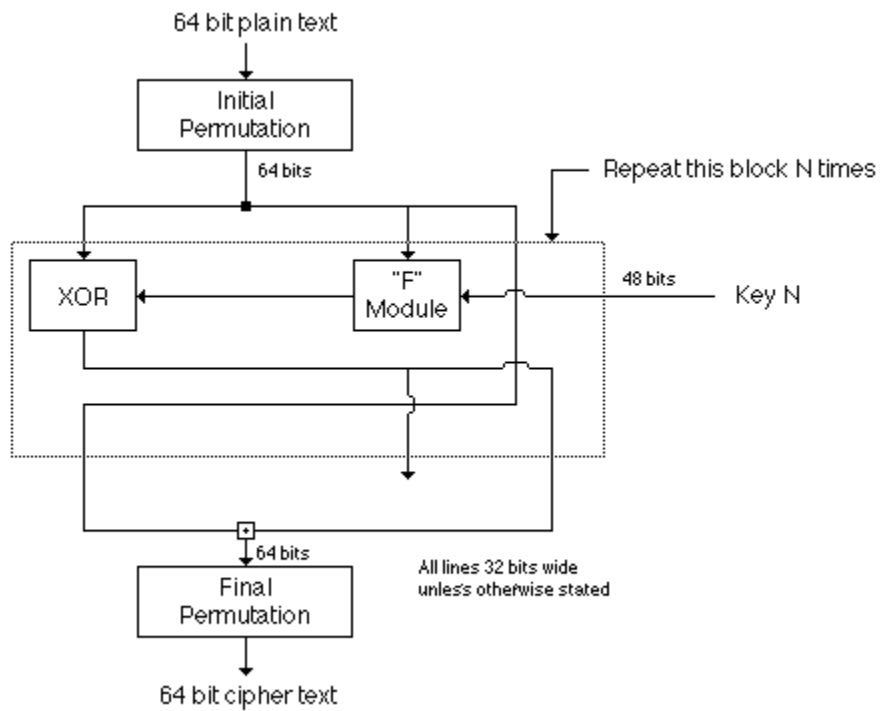 64 bit plain text
Initial
Permutation
64 bits
Repeat this block N times
XOR
"F"
Module
48 bits
Key N
64 bits
All lines 32 bits wide
unless's otherwise stated
Final
Permutation
64 bit cipher text